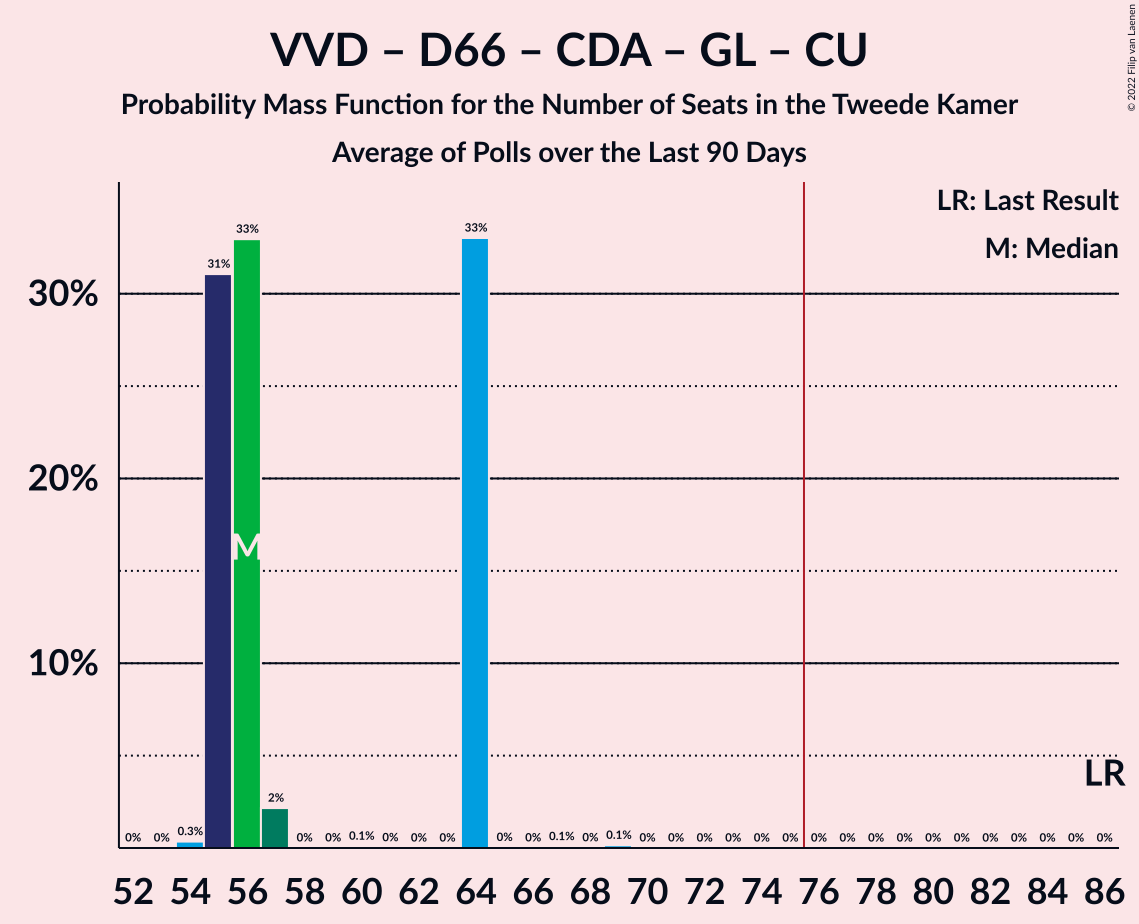 VVD – D66 – CDA – GL – CU
Probability Mass Function for the Number of Seats in the Tweede Kamer
Average of Polls over the Last 90 Days
© 2022 Filip van Laenen
LR: Last Result
M: Median
30%
20%
10%
0% 0% 0.3% 31% 33% 2% 0% 0% 0.1% 0% 0% 0% 33% 0% 0% 0.1% 0% 0.1% 0% 0% 0% 0% 0% 0% 0% 0% 0% 0% 0% 0% 0% 0% 0% 0% 0%
M
LR
52 54 56 58 60 62 64 66 68 70 72 74 76 78 80 82 84 86